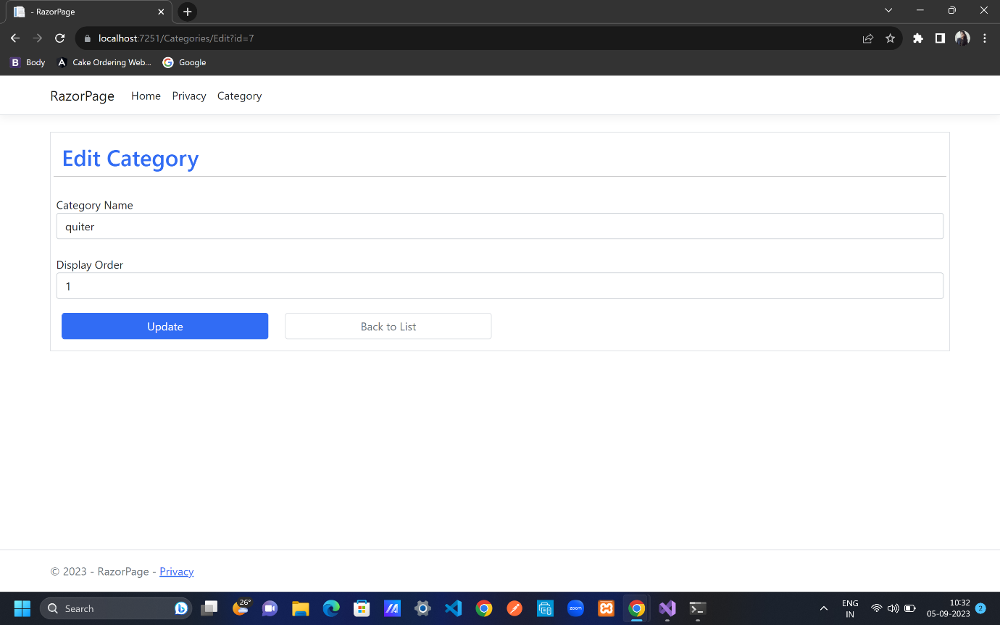 - RazorPage
localhost:7251/Categories/Edit?id=7
B Body
Cake Ordering Web...
Google
RazorPage Home Privacy Category
Edit Category
Category Name
quiter
Display Order
1
Update Back to List
© 2023 - RazorPage - Privacy
Search
26°
zoom
ENG
IN
10:32
05-09-2023
2